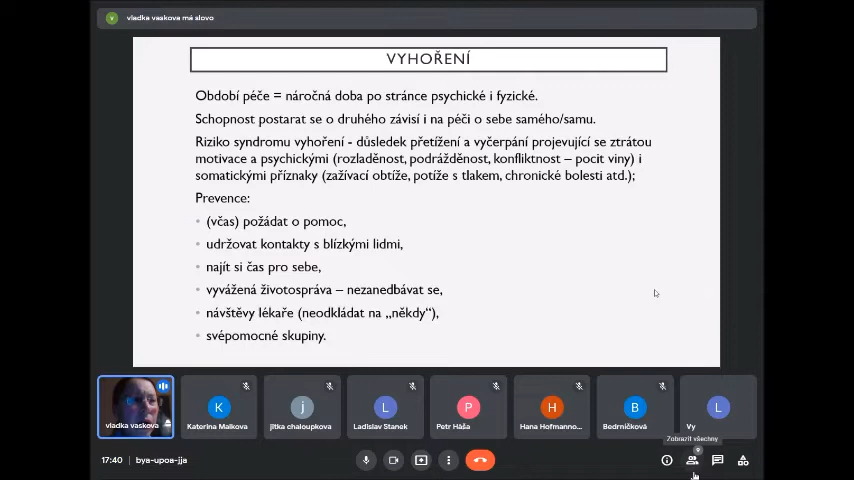 v
vladka vaskova má slovo
VYHOŘENÍ
Období péče = náročná doba po stránce psychické i fyzické.
Schopnost postarat se o druhého závisí i na péči o sebe samého/samu.
Riziko syndromu vyhoření - důsledek přetížení a vyčerpání projevující se ztrátou
motivace a psychickými (rozladěnost, podrážděnost, konfliktnost – pocit viny) i
somatickými příznaky (zažívací obtíže, potíže s tlakem, chronické bolesti atd.);
Prevence:
• (včas) požádat o pomoc,
• udržovat kontakty s blízkými lidmi,
• najít si čas pro sebe,
• vyvážená životospráva – nezanedbávat se,
• návštěvy lékaře (neodkládat na „někdy“),
• svépomocné skupiny.
K
j
L
P
H
B
L
vladka vaskova
Katerina Malkova
jitka chaloupkova
Ladislav Stanek
Petr Háša
Hana Hofmanno...
Bedrníčková
Vy
Zobrazit všechny
9
17:40 | bya-upoa-jja